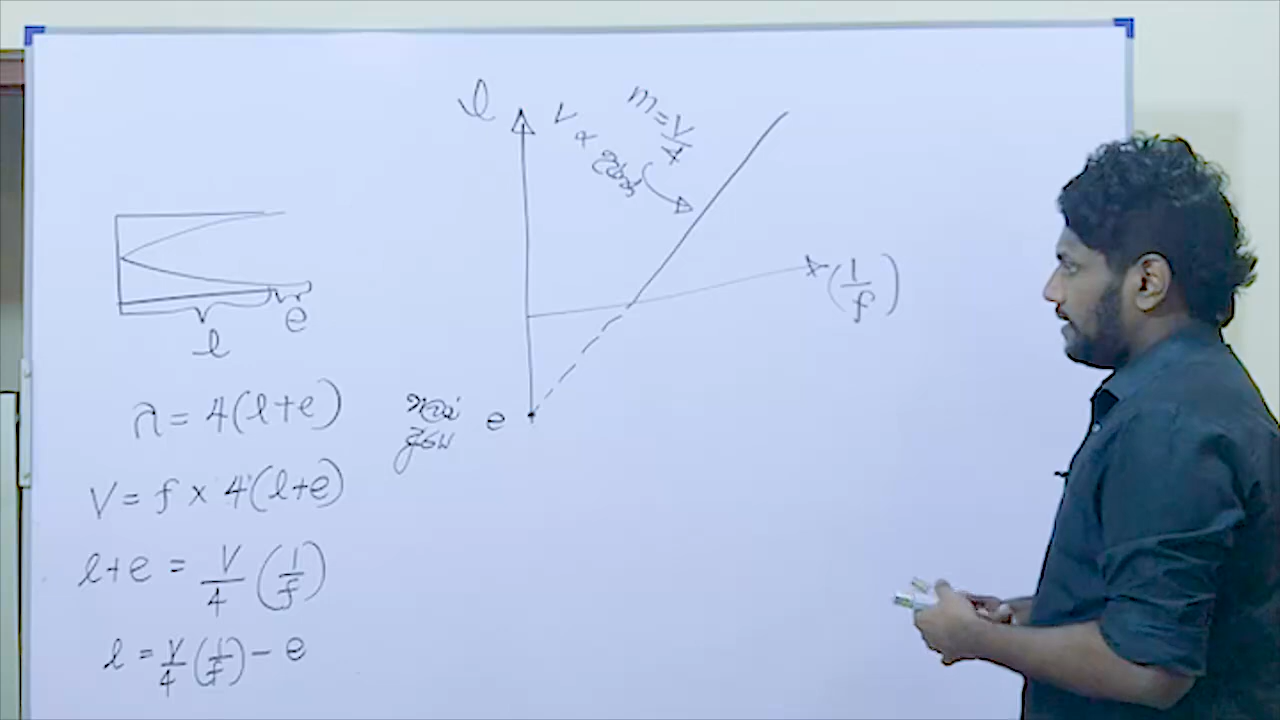 l
e
λ = 4(l+e)
V = f × 4(l+e)
l+e = V/4 (1/f)
l = V/4 (1/f) − e
l
V ∝
m = V/4
(1/f)
e